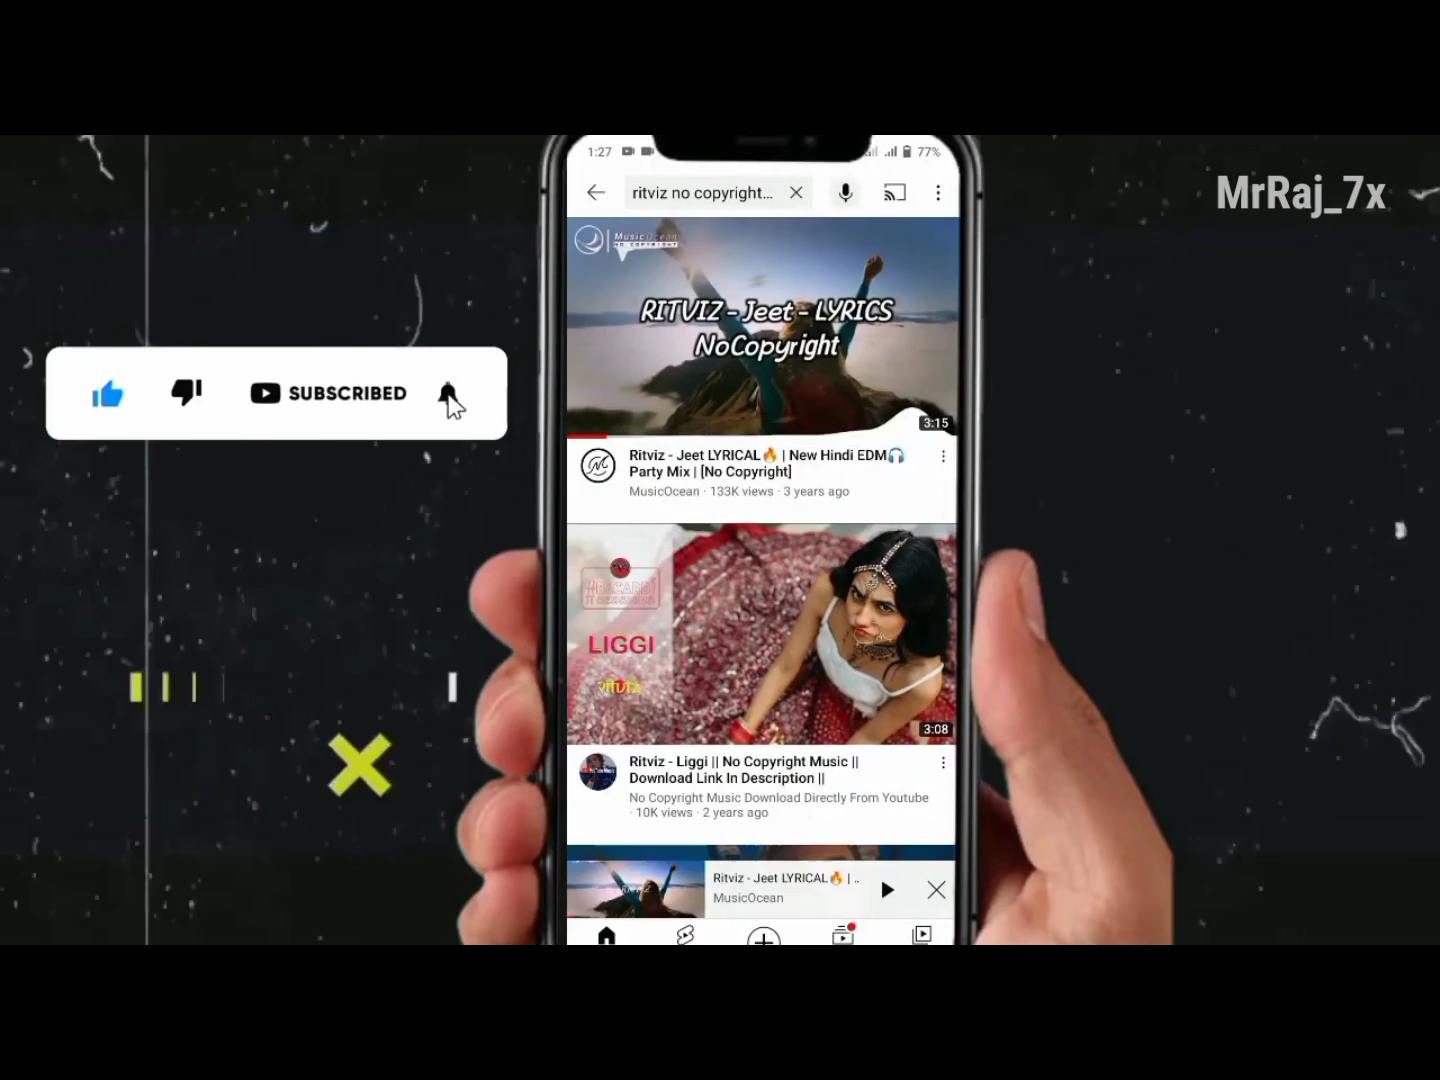 1:27
77%
MrRaj_7x
ritviz no copyright...
MusicOcean
NO COPYRIGHT
RITVIZ - Jeet - LYRICS
NoCopyright
3:15
SUBSCRIBED
Ritviz - Jeet LYRICAL🔥 | New Hindi EDM🎧
Party Mix | [No Copyright]
MusicOcean · 133K views · 3 years ago
LIGGI
3:08
Ritviz - Liggi || No Copyright Music ||
Download Link In Description ||
No Copyright Music Download Directly From Youtube
· 10K views · 2 years ago
Ritviz - Jeet LYRICAL🔥 | ..
MusicOcean